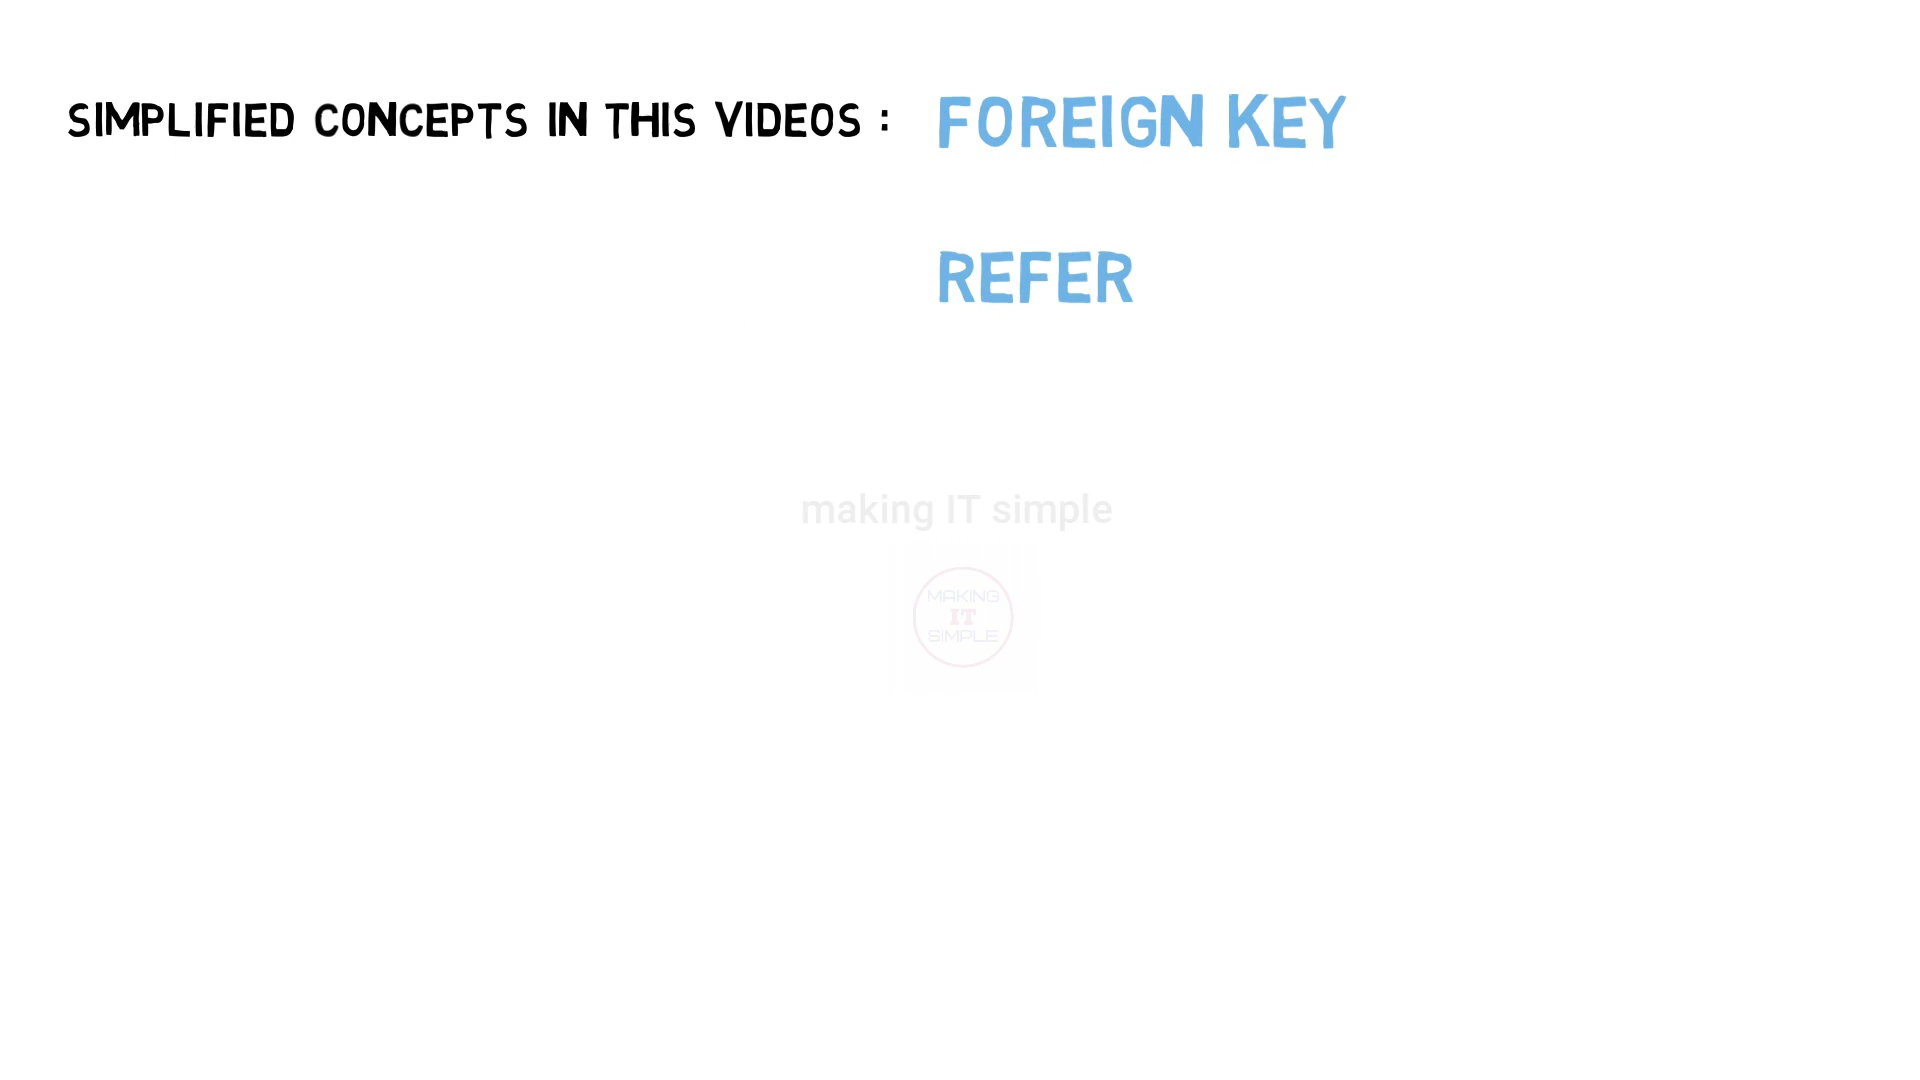 SIMPLIFIED CONCEPTS IN THIS VIDEOS : FOREIGN KEY
REFER
making IT simple
MAKING
IT
SIMPLE